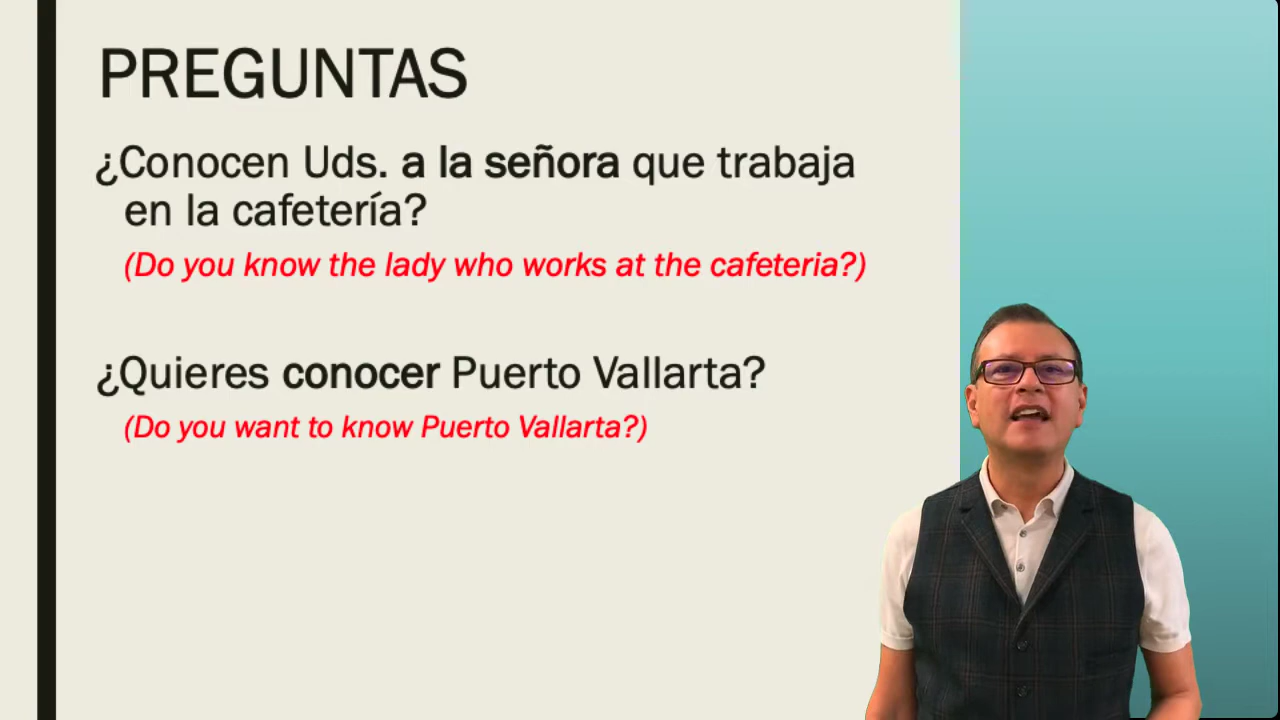 PREGUNTAS
¿Conocen Uds. a la señora que trabaja
en la cafetería?
(Do you know the lady who works at the cafeteria?)
¿Quieres conocer Puerto Vallarta?
(Do you want to know Puerto Vallarta?)